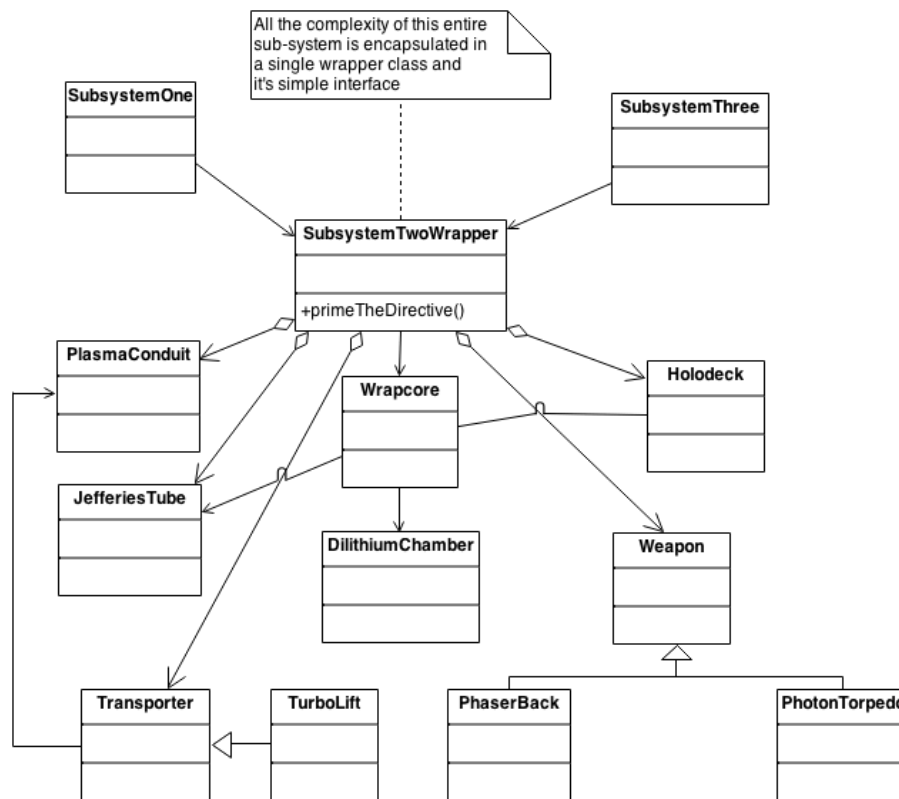 All the complexity of this entire
sub-system is encapsulated in
a single wrapper class and
it's simple interface
SubsystemOne
SubsystemThree
SubsystemTwoWrapper
+primeTheDirective()
PlasmaConduit
Wrapcore
Holodeck
JefferiesTube
DilithiumChamber
Weapon
Transporter
TurboLift
PhaserBack
PhotonTorpedo